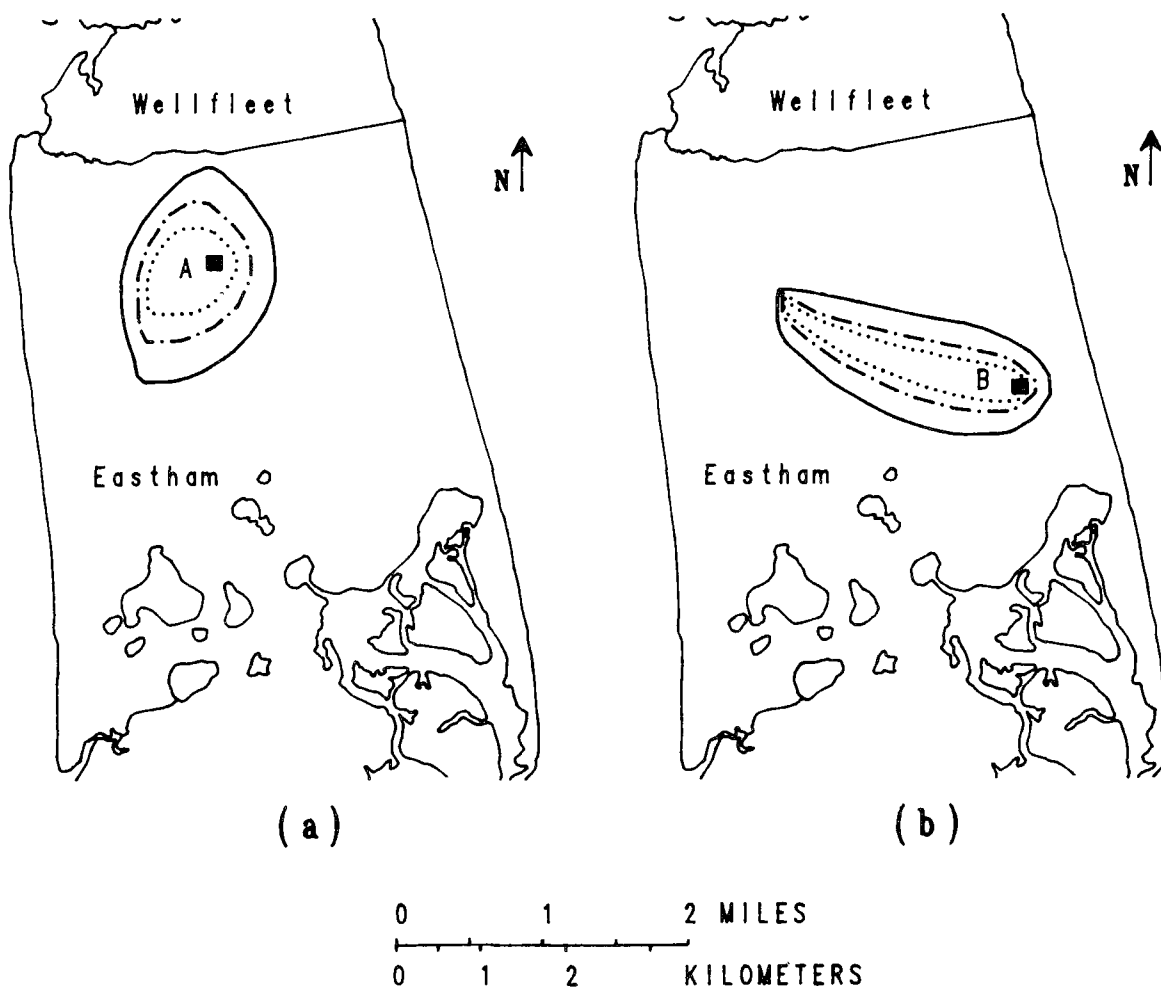 Wellfleet
N
A
Eastham
(a)
Wellfleet
N
B
Eastham
(b)
0 1 2 MILES
0 1 2 KILOMETERS